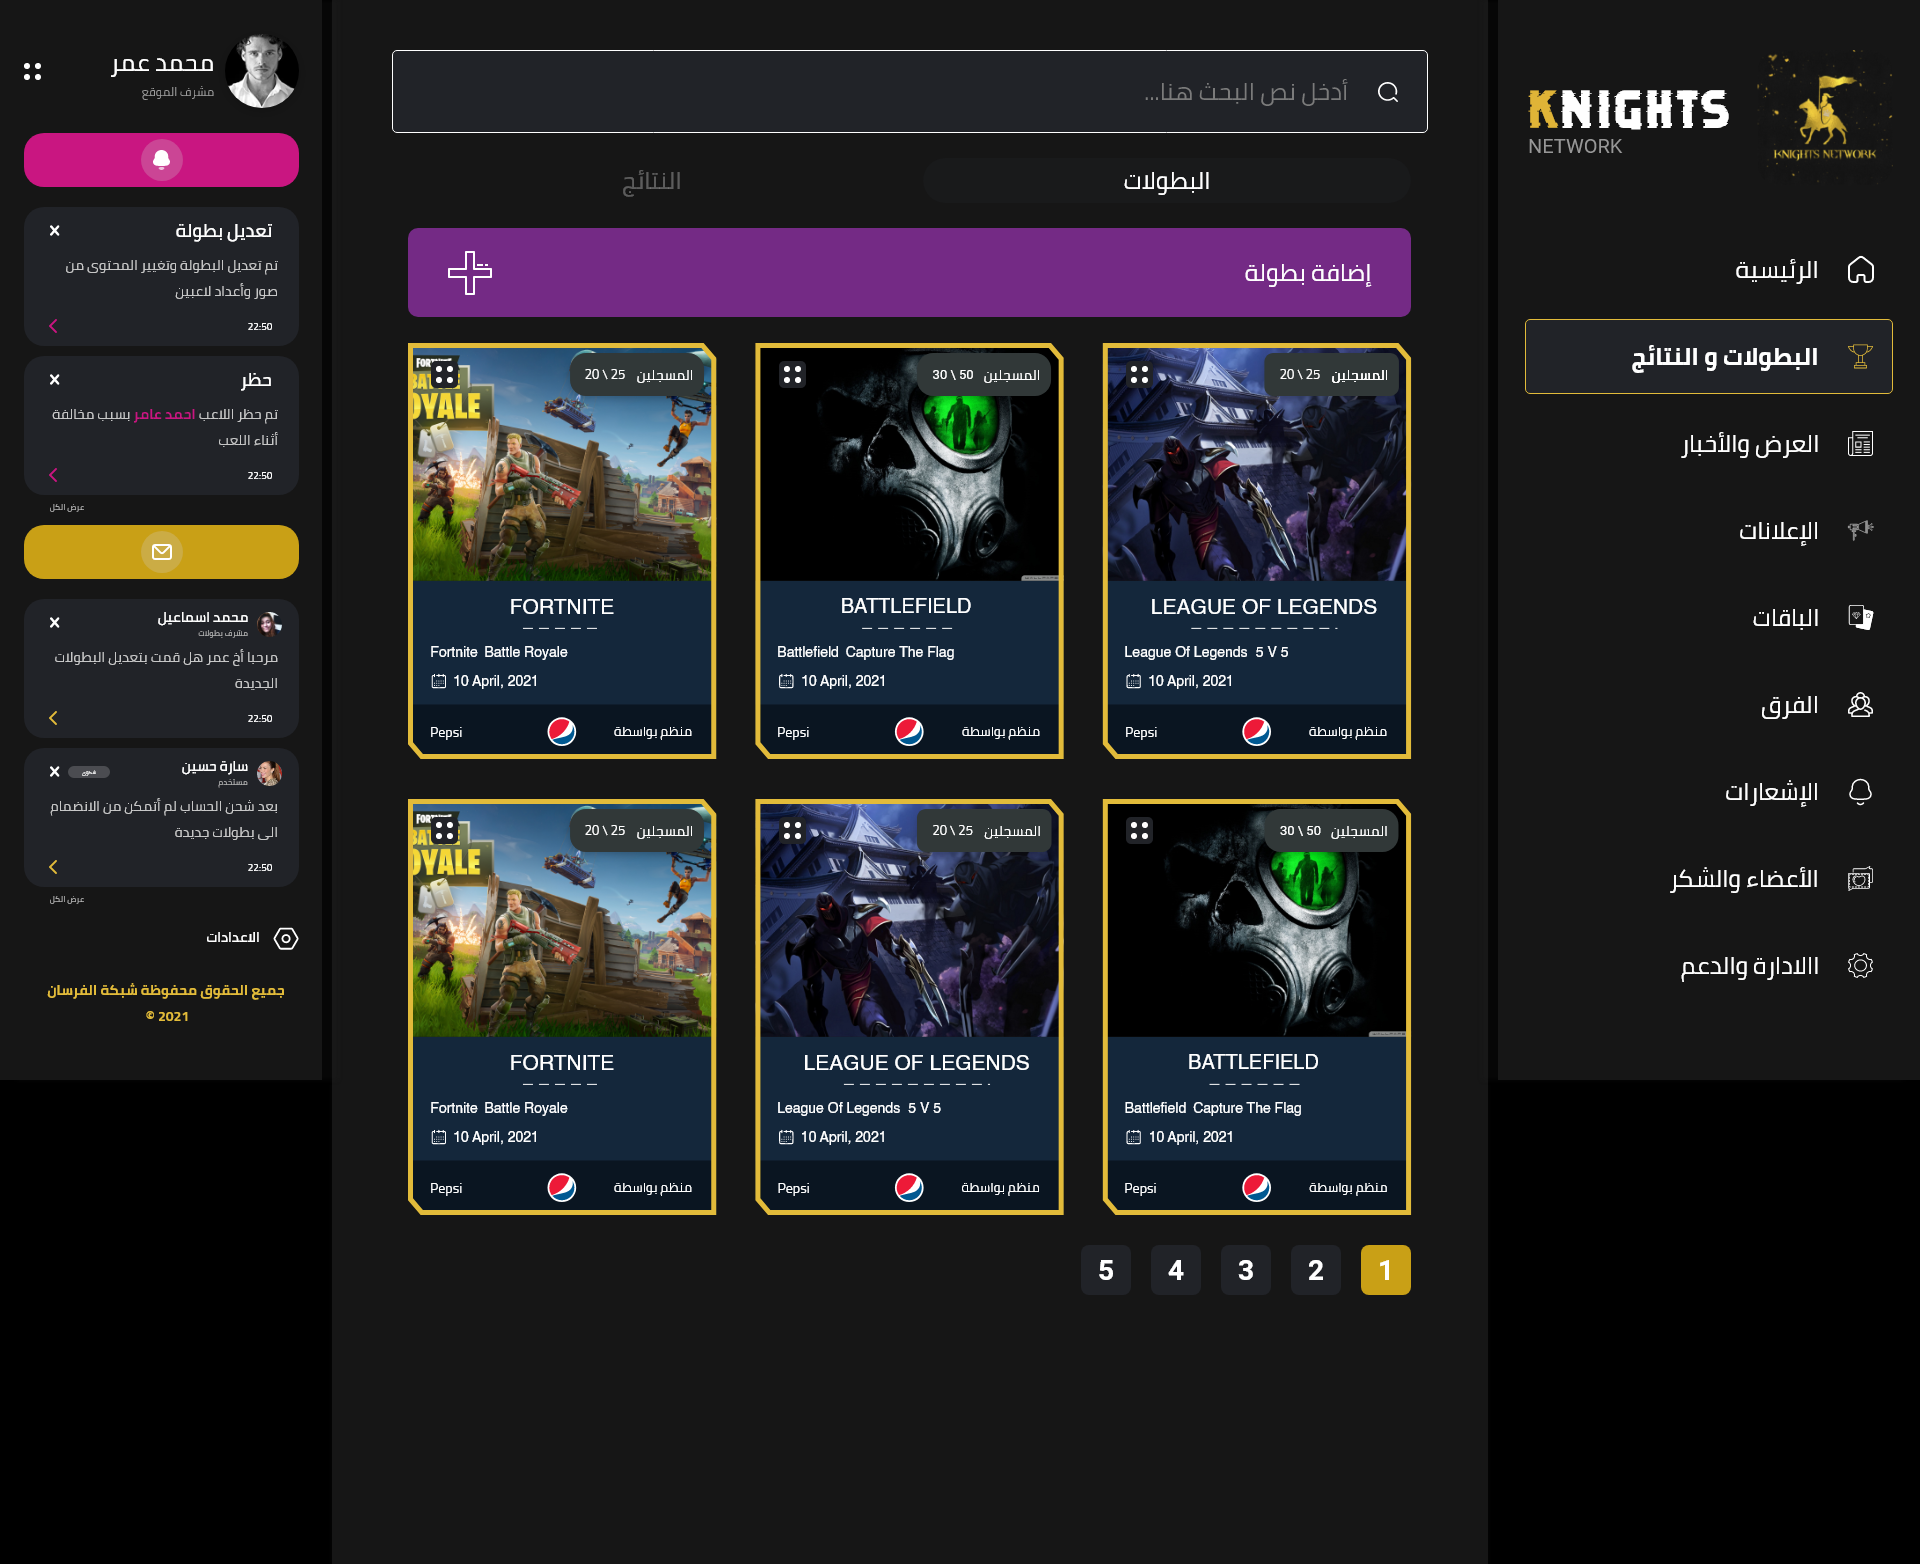 KNIGHTS
NETWORK
KNIGHTS NETWORK
الرئيسية
البطولات و النتائج
العرض والأخبار
الإعلانات
الباقات
الفرق
الإشعارات
الأعضاء والشكر
االادارة والدعم
أدخل نص البحث هنا...
البطولات
النتائج
إضافة بطولة
المسجلين 20 \ 25
LEAGUE OF LEGENDS
League Of Legends 5 V 5
10 April, 2021
منظم بواسطة
Pepsi
المسجلين 30 \ 50
BATTLEFIELD
Battlefield Capture The Flag
10 April, 2021
منظم بواسطة
Pepsi
المسجلين 20 \ 25
FORTNITE
Fortnite Battle Royale
10 April, 2021
منظم بواسطة
Pepsi
المسجلين 30 \ 50
BATTLEFIELD
Battlefield Capture The Flag
10 April, 2021
منظم بواسطة
Pepsi
المسجلين 20 \ 25
LEAGUE OF LEGENDS
League Of Legends 5 V 5
10 April, 2021
منظم بواسطة
Pepsi
المسجلين 20 \ 25
FORTNITE
Fortnite Battle Royale
10 April, 2021
منظم بواسطة
Pepsi
1 2 3 4 5
محمد عمر
مشرف الموقع
تعديل بطولة
تم تعديل البطولة وتغيير المحتوى من
صور وأعداد لاعبين
22:50
حظر
تم حظر اللاعب احمد عامر بسبب مخالفة
أثناء اللعب
22:50
عرض الكل
محمد اسماعيل
مشرف بطولات
مرحبا أخ عمر هل قمت بتعديل البطولات
الجديدة
22:50
سارة حسين
مستخدم
شكوى
بعد شحن الحساب لم أتمكن من الانضمام
الى بطولات جديدة
22:50
عرض الكل
الاعدادات
جميع الحقوق محفوظة شبكة الفرسان
© 2021